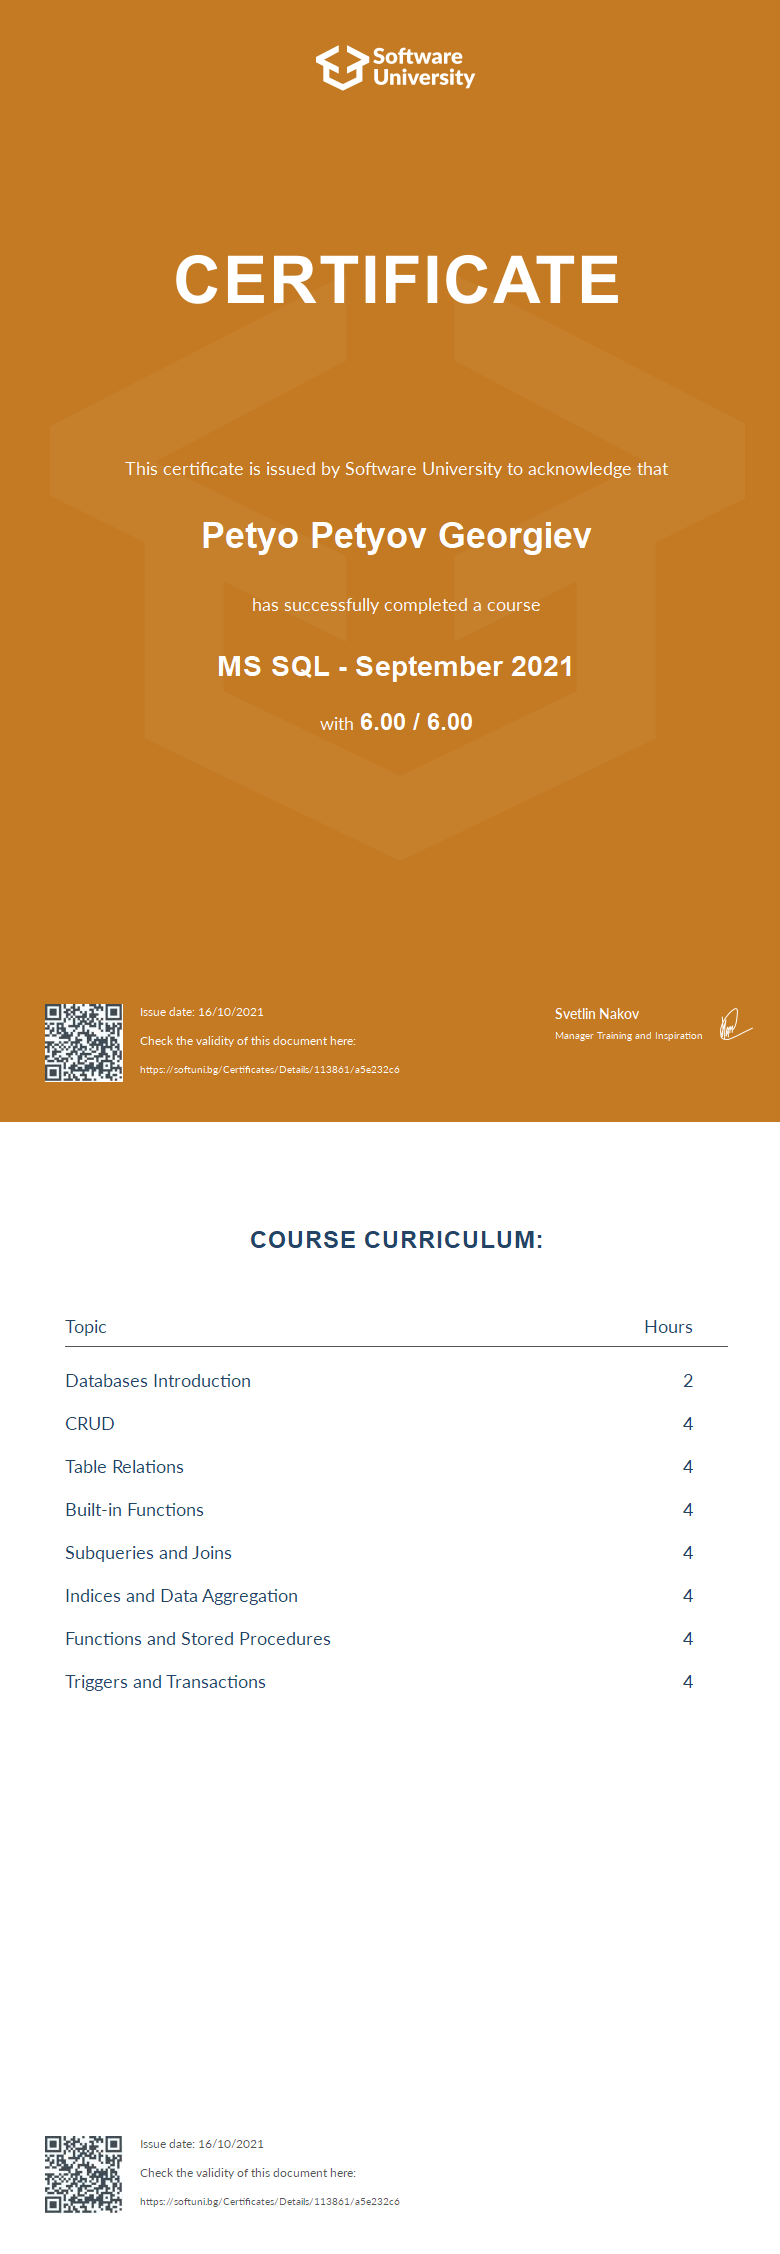 Software
University
CERTIFICATE
This certificate is issued by Software University to acknowledge that
Petyo Petyov Georgiev
has successfully completed a course
MS SQL - September 2021
with 6.00 / 6.00
Issue date: 16/10/2021
Check the validity of this document here:
https://softuni.bg/Certificates/Details/113861/a5e232c6
Svetlin Nakov
Manager Training and Inspiration
COURSE CURRICULUM:
Topic Hours
Databases Introduction 2
CRUD 4
Table Relations 4
Built-in Functions 4
Subqueries and Joins 4
Indices and Data Aggregation 4
Functions and Stored Procedures 4
Triggers and Transactions 4
Issue date: 16/10/2021
Check the validity of this document here:
https://softuni.bg/Certificates/Details/113861/a5e232c6